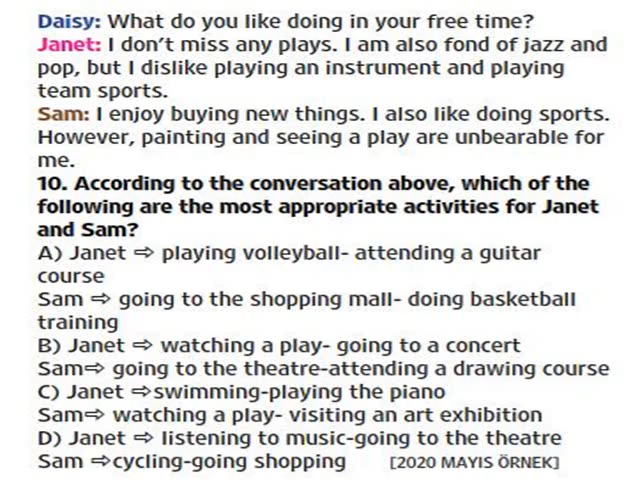 Daisy: What do you like doing in your free time?
Janet: I don't miss any plays. I am also fond of jazz and
pop, but I dislike playing an instrument and playing
team sports.
Sam: I enjoy buying new things. I also like doing sports.
However, painting and seeing a play are unbearable for
me.
10. According to the conversation above, which of the
following are the most appropriate activities for Janet
and Sam?
A) Janet ⇨ playing volleyball- attending a guitar
course
Sam ⇨ going to the shopping mall- doing basketball
training
B) Janet ⇨ watching a play- going to a concert
Sam⇨ going to the theatre-attending a drawing course
C) Janet ⇨swimming-playing the piano
Sam⇨ watching a play- visiting an art exhibition
D) Janet ⇨ listening to music-going to the theatre
Sam ⇨cycling-going shopping [2020 MAYIS ÖRNEK]